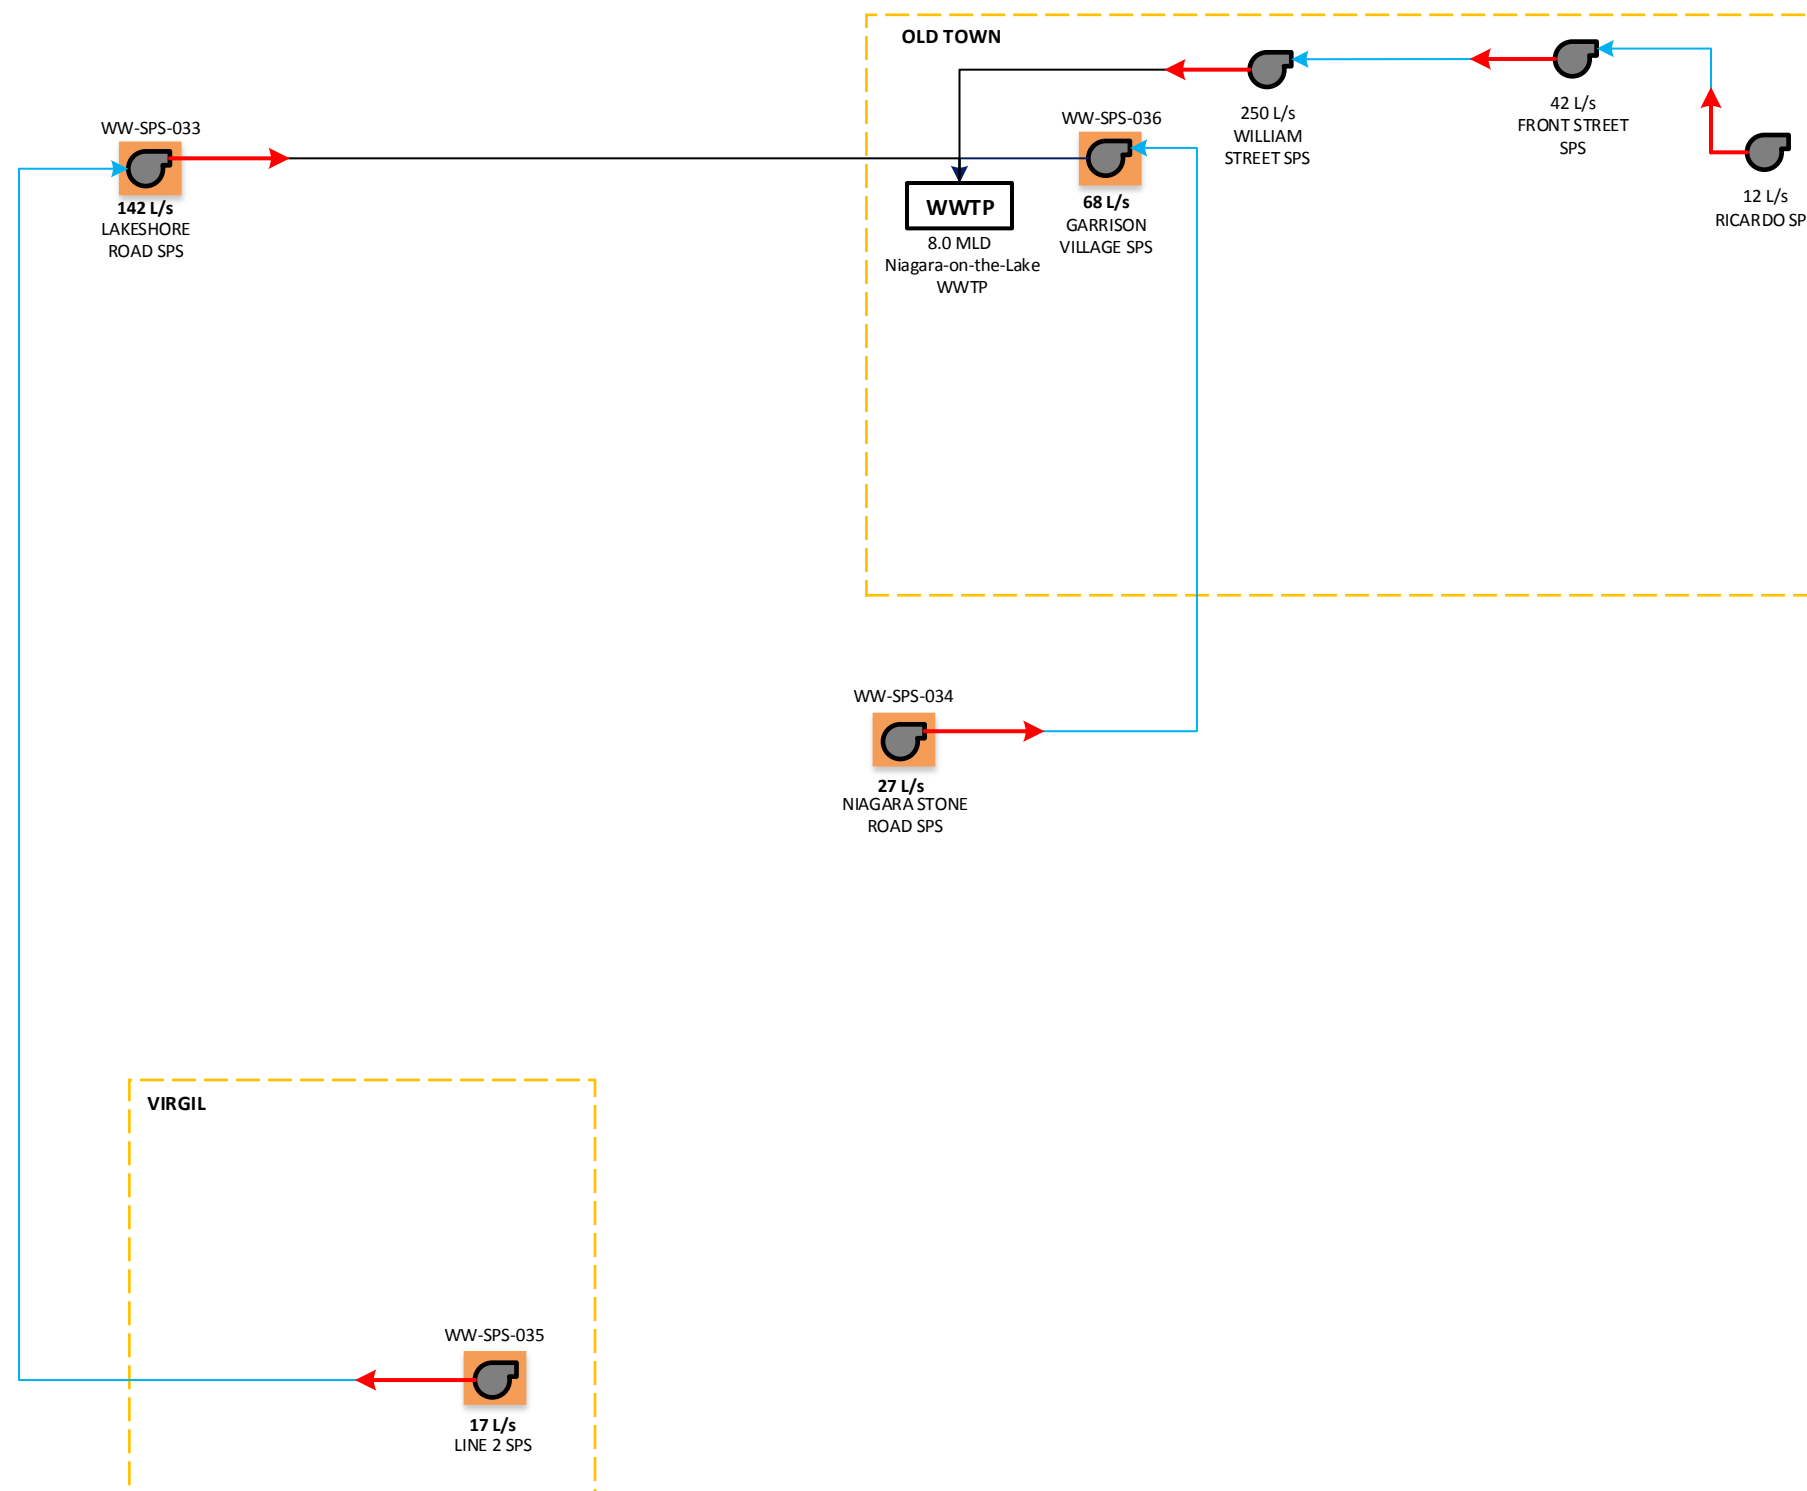 OLD TOWN
WW-SPS-033
142 L/s
LAKESHORE
ROAD SPS
WWTP
8.0 MLD
Niagara-on-the-Lake
WWTP
WW-SPS-036
68 L/s
GARRISON
VILLAGE SPS
250 L/s
WILLIAM
STREET SPS
42 L/s
FRONT STREET
SPS
12 L/s
RICARDO SP
WW-SPS-034
27 L/s
NIAGARA STONE
ROAD SPS
VIRGIL
WW-SPS-035
17 L/s
LINE 2 SPS